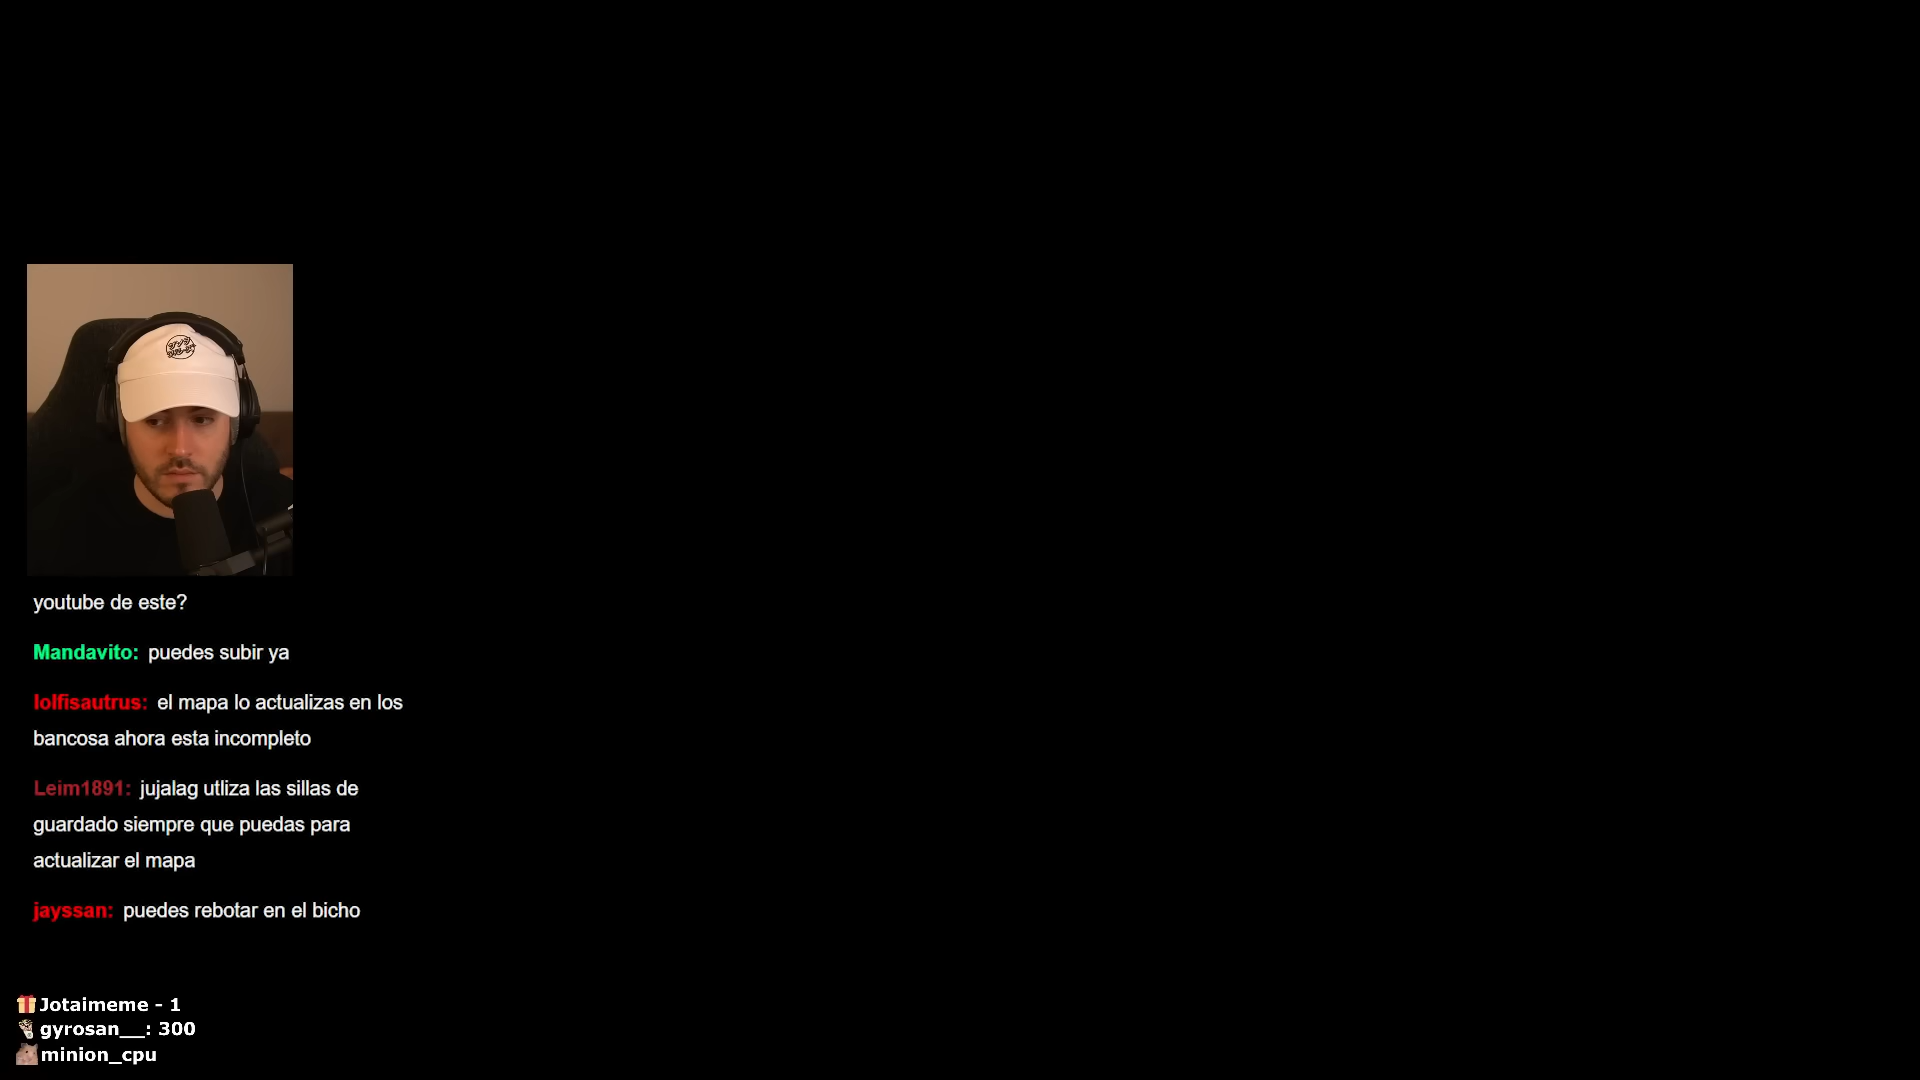 youtube de este?
Mandavito: puedes subir ya
lolfisautrus: el mapa lo actualizas en los
bancosa ahora esta incompleto
Leim1891: jujalag utliza las sillas de
guardado siempre que puedas para
actualizar el mapa
jayssan: puedes rebotar en el bicho
Jotaimeme - 1
gyrosan__: 300
minion_cpu